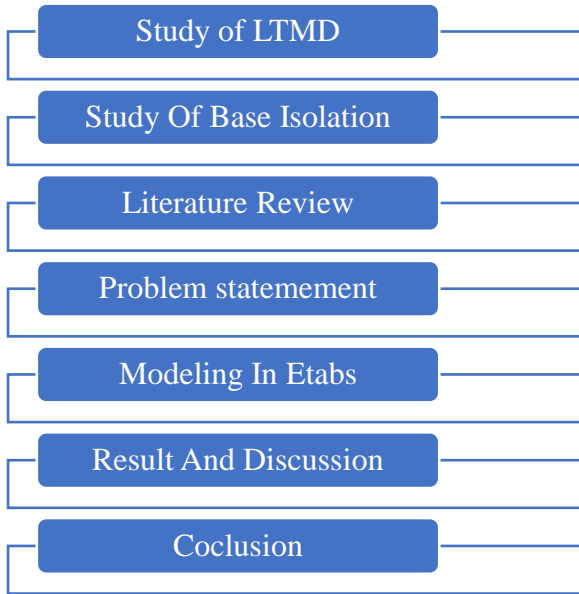 Study of LTMD
Study Of Base Isolation
Literature Review
Problem statemement
Modeling In Etabs
Result And Discussion
Coclusion